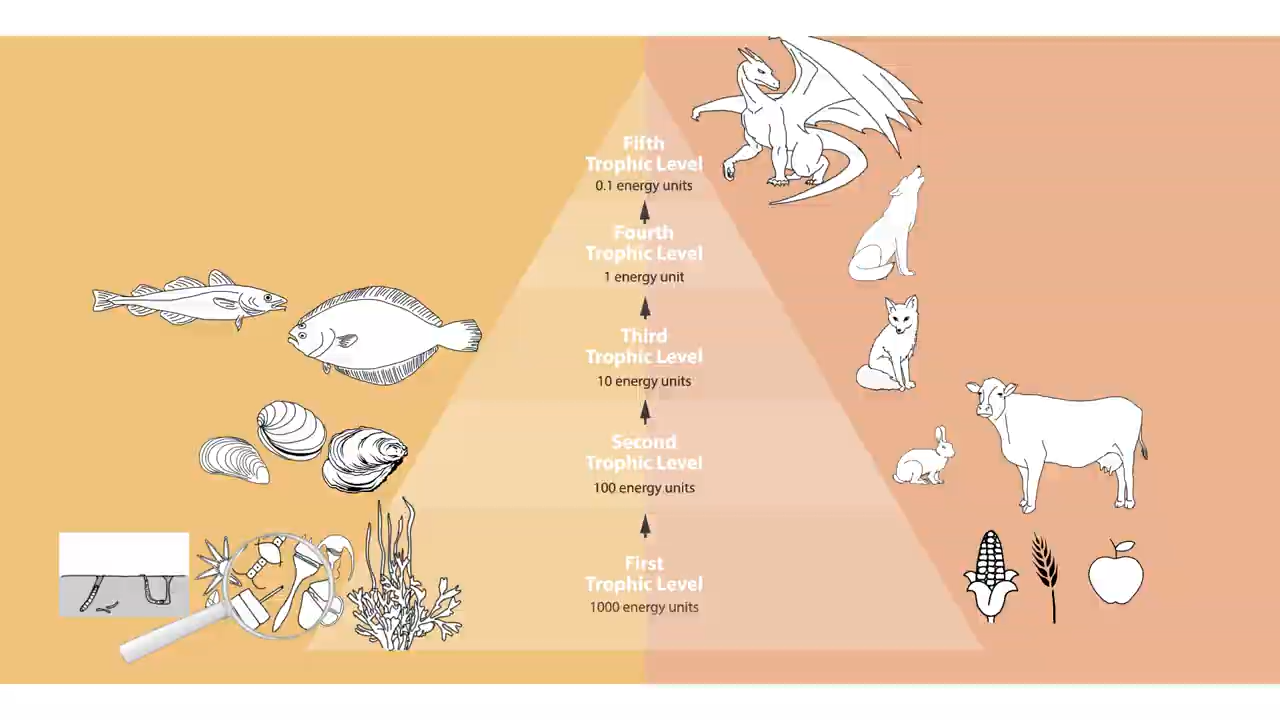 Fifth
Trophic Level
0.1 energy units
Fourth
Trophic Level
1 energy unit
Third
Trophic Level
10 energy units
Second
Trophic Level
100 energy units
First
Trophic Level
1000 energy units